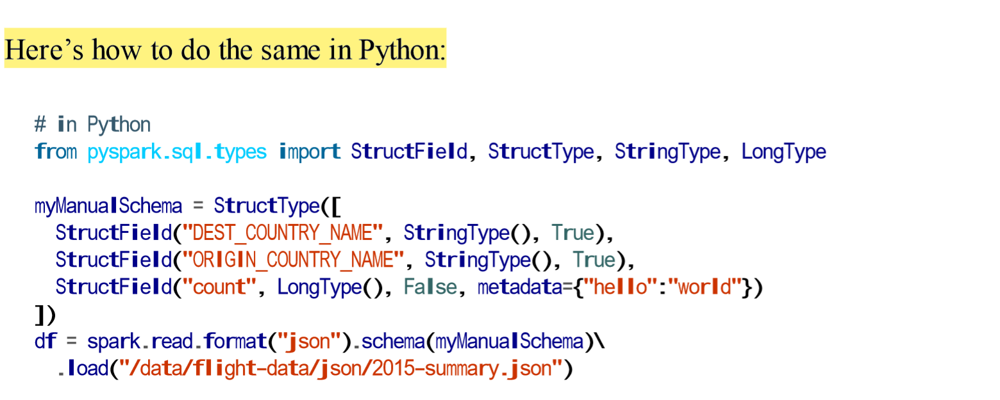 Here’s how to do the same in Python:
# in Python
from pyspark.sql.types import StructField, StructType, StringType, LongType
myManualSchema = StructType([
  StructField("DEST_COUNTRY_NAME", StringType(), True),
  StructField("ORIGIN_COUNTRY_NAME", StringType(), True),
  StructField("count", LongType(), False, metadata={"hello":"world"})
])
df = spark.read.format("json").schema(myManualSchema)\
  .load("/data/flight-data/json/2015-summary.json")